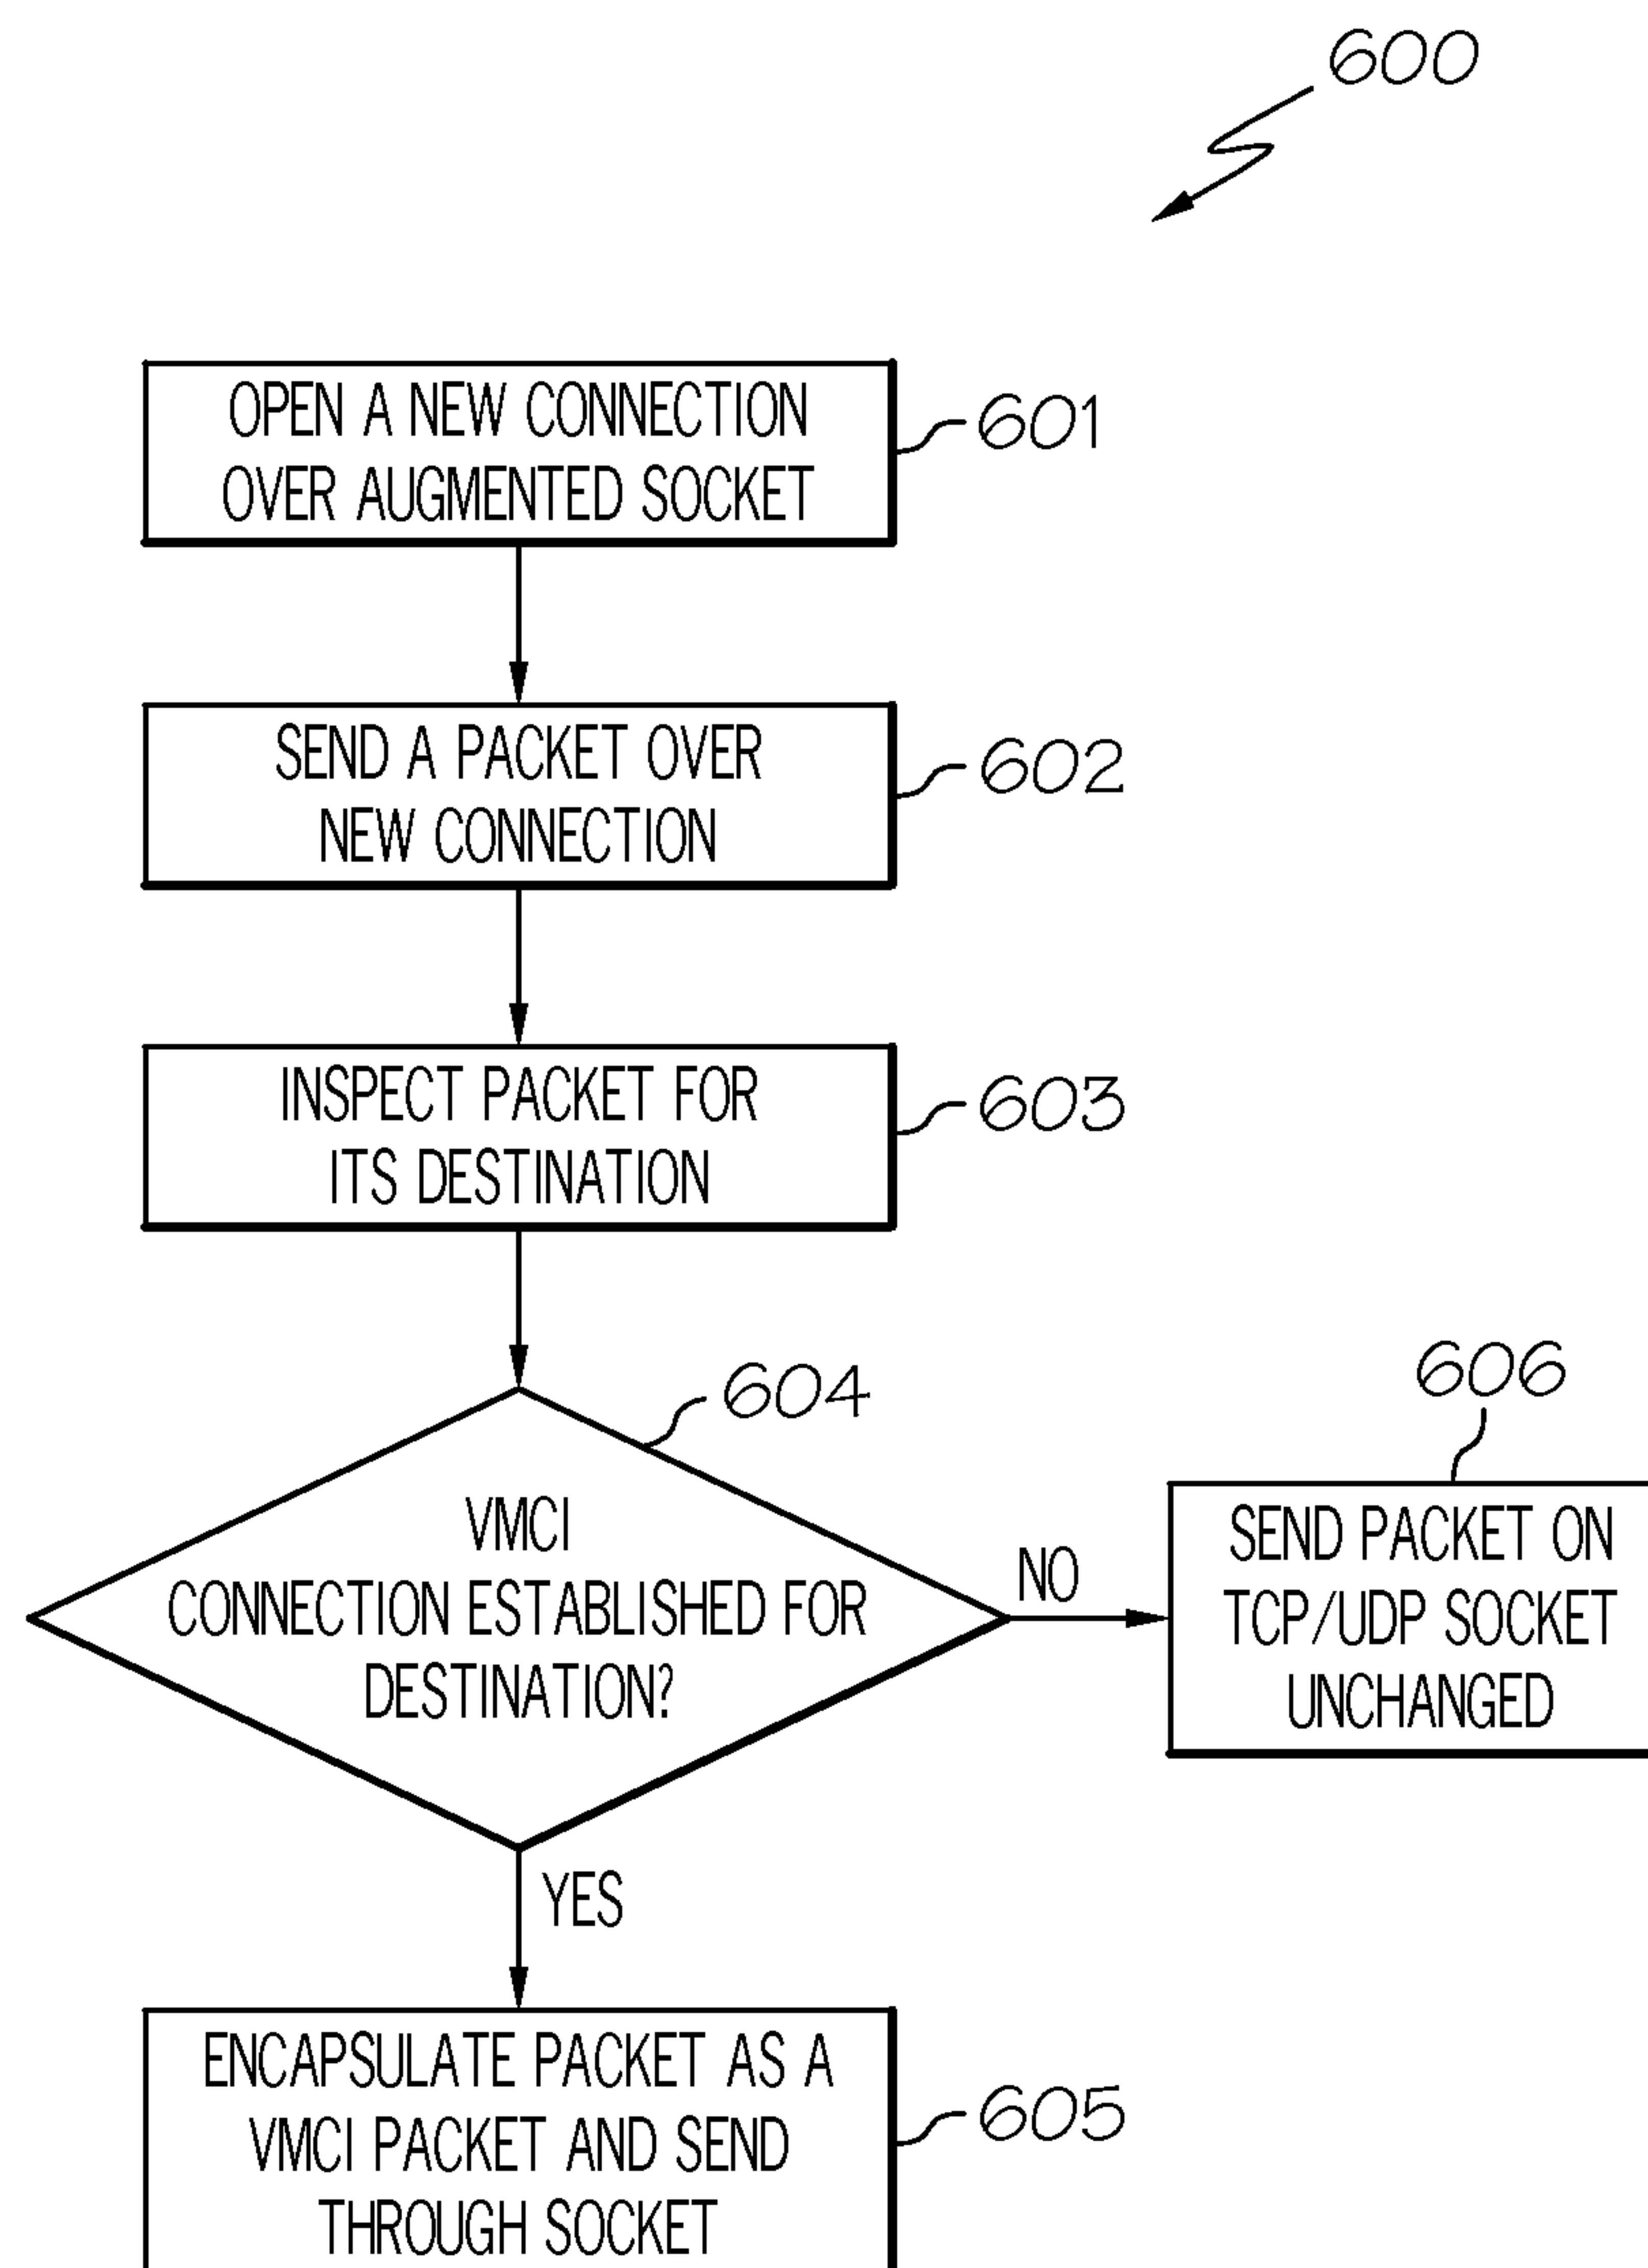 600
OPEN A NEW CONNECTION
OVER AUGMENTED SOCKET
601
SEND A PACKET OVER
NEW CONNECTION
602
INSPECT PACKET FOR
ITS DESTINATION
603
604
VMCI
CONNECTION ESTABLISHED FOR
DESTINATION?
NO
606
SEND PACKET ON
TCP/UDP SOCKET
UNCHANGED
YES
ENCAPSULATE PACKET AS A
VMCI PACKET AND SEND
THROUGH SOCKET
605